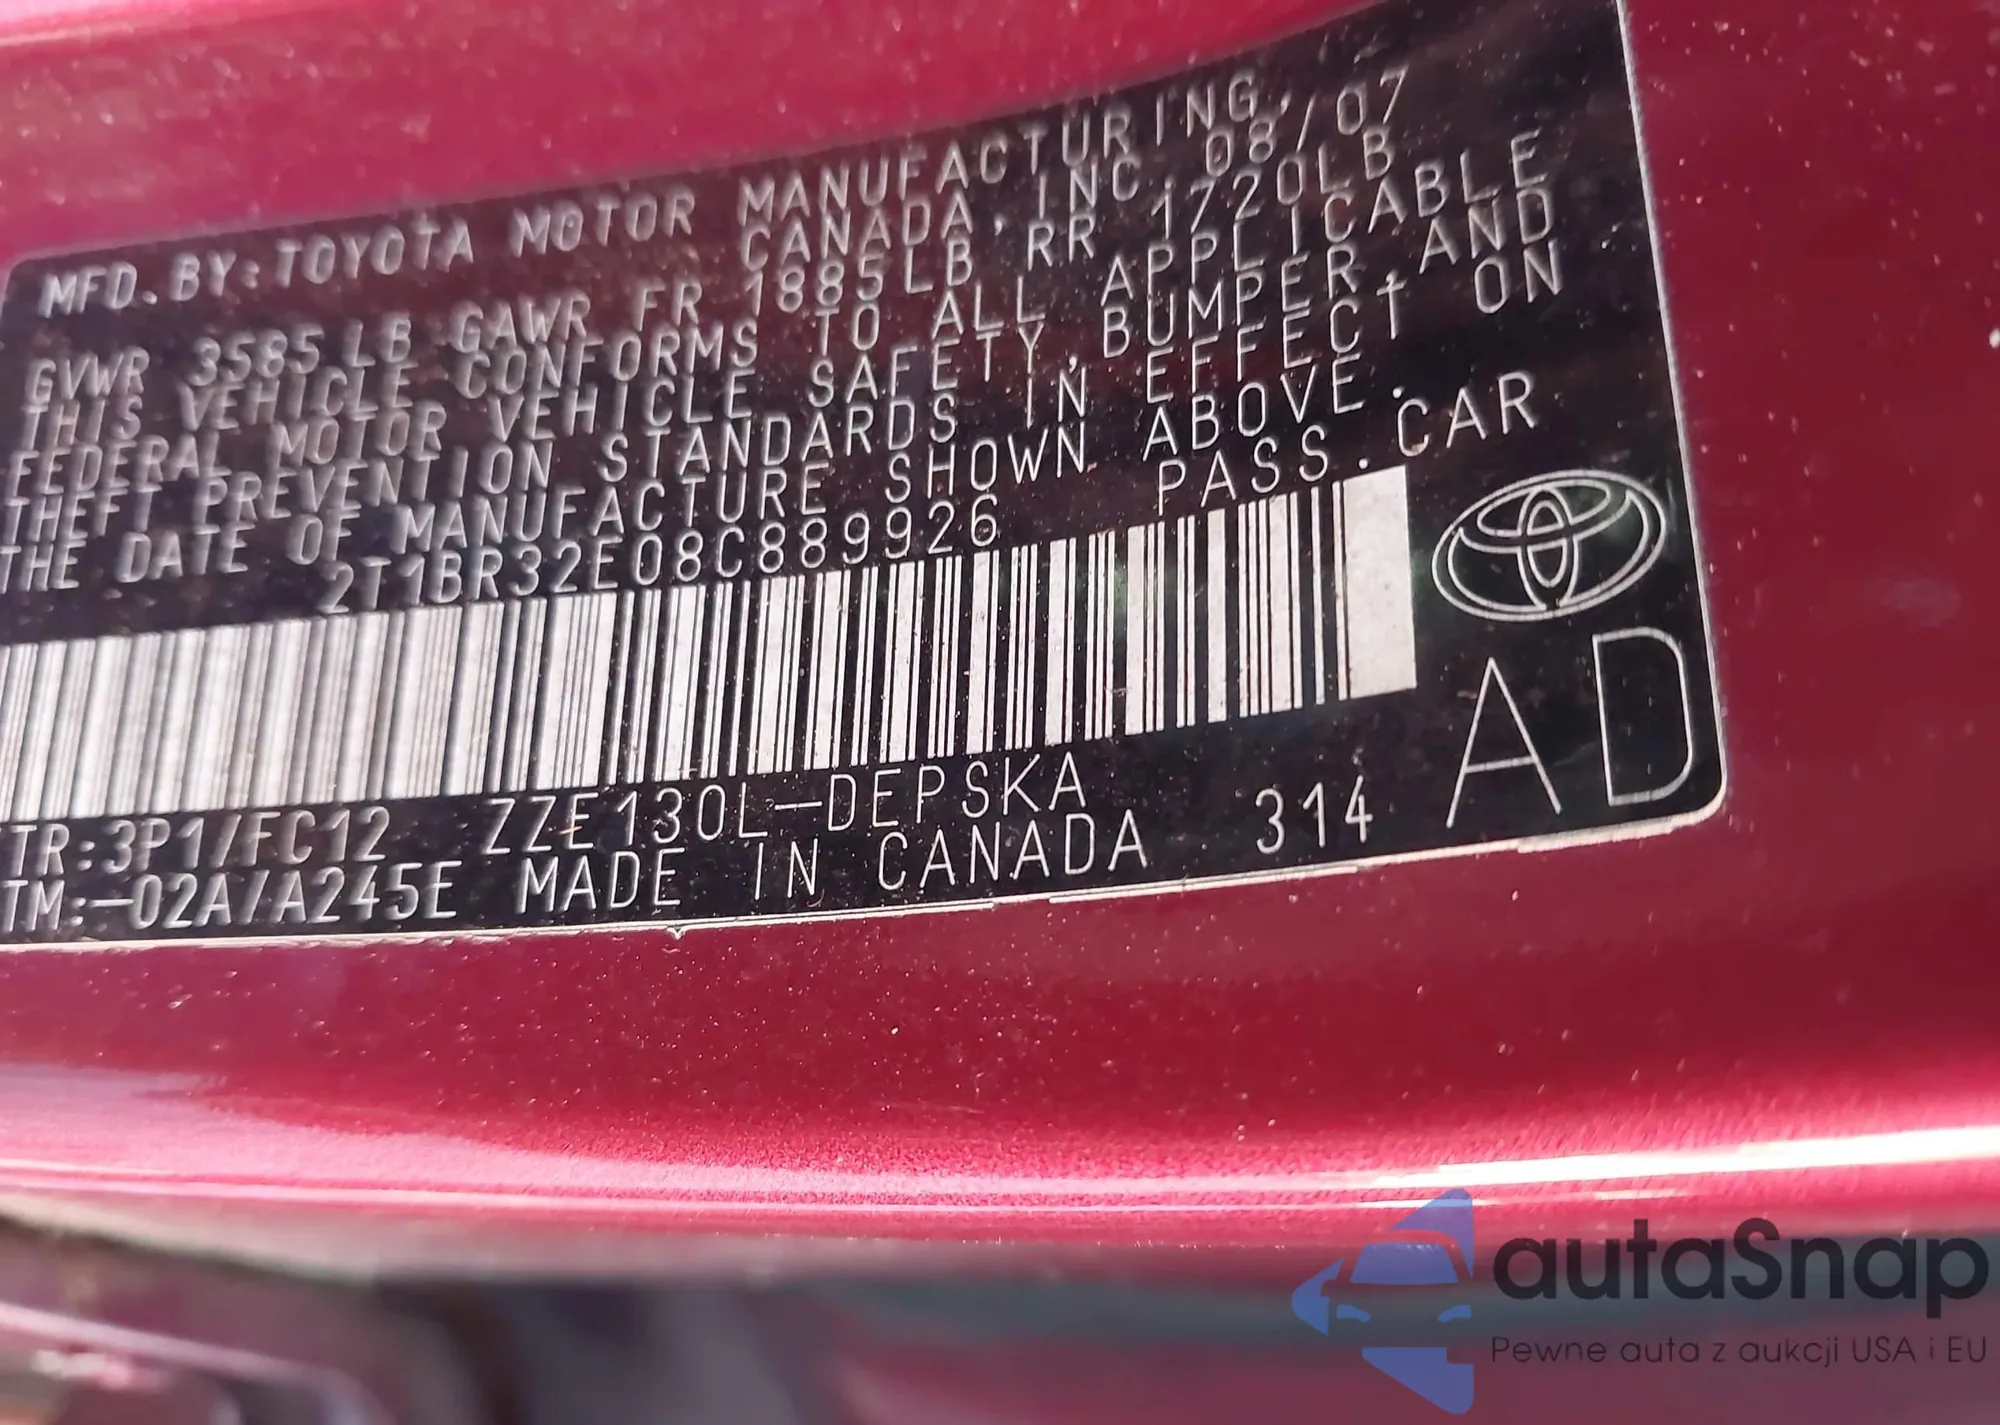 MFD. BY: TOYOTA MOTOR MANUFACTURING,
CANADA, INC. 08/07
GVWR 3585LB GAWR FR 1885LB RR 1720LB
THIS VEHICLE CONFORMS TO ALL APPLICABLE
FEDERAL MOTOR VEHICLE SAFETY, BUMPER, AND
THEFT PREVENTION STANDARDS IN EFFECT ON
THE DATE OF MANUFACTURE SHOWN ABOVE.
2T1BR32E08C889926 PASS. CAR
TR:3P1/FC12 ZZE130L-DEPSKA
TM:-02A/A245E MADE IN CANADA 314
AD
autaSnap
Pewne auta z aukcji USA i EU